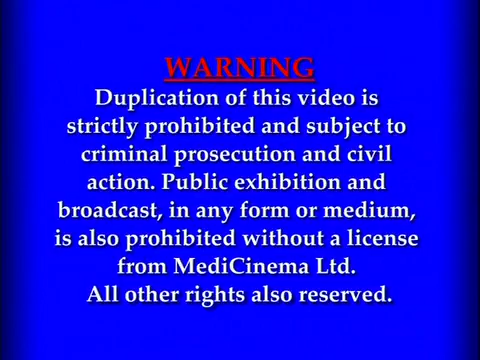 WARNING
Duplication of this video is
strictly prohibited and subject to
criminal prosecution and civil
action. Public exhibition and
broadcast, in any form or medium,
is also prohibited without a license
from MediCinema Ltd.
All other rights also reserved.